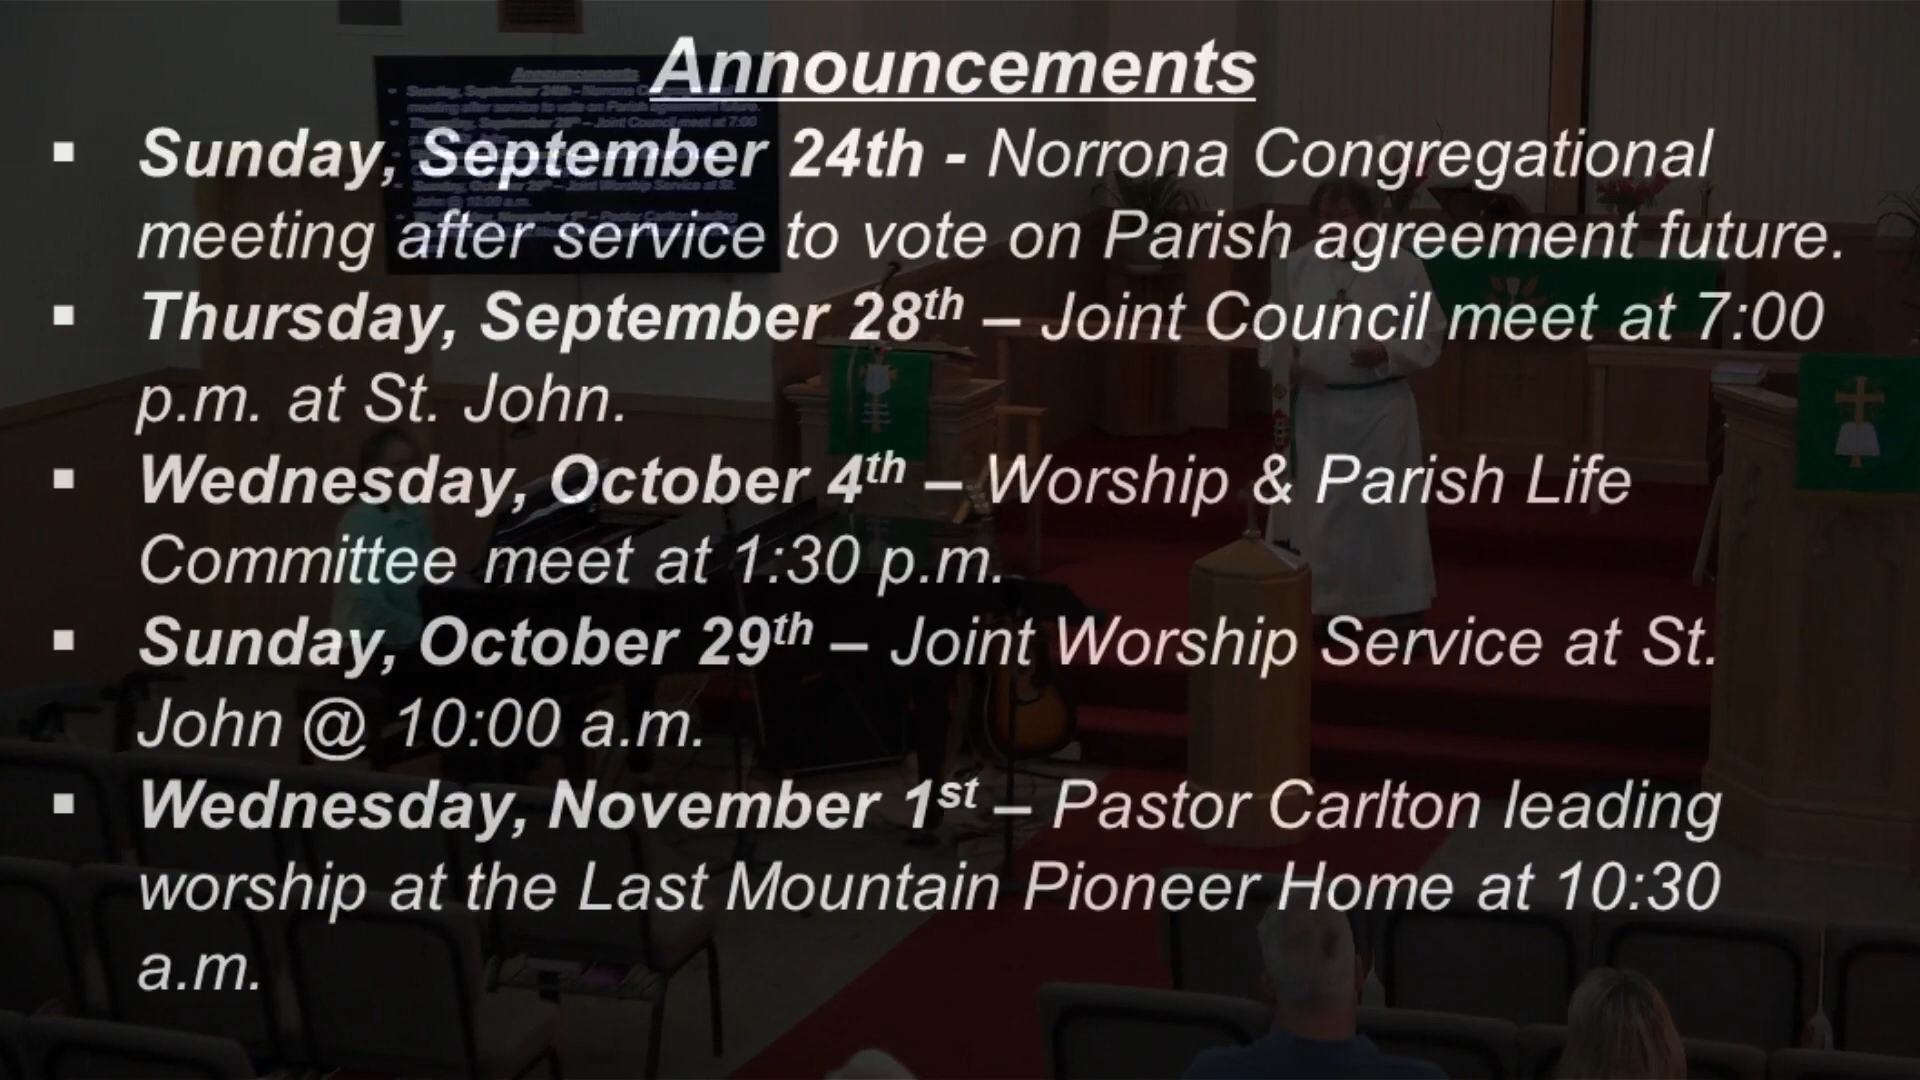 Announcements
▪ Sunday, September 24th - Norrona Congregational
meeting after service to vote on Parish agreement future.
▪ Thursday, September 28th – Joint Council meet at 7:00
p.m. at St. John.
▪ Wednesday, October 4th – Worship & Parish Life
Committee meet at 1:30 p.m.
▪ Sunday, October 29th – Joint Worship Service at St.
John @ 10:00 a.m.
▪ Wednesday, November 1st – Pastor Carlton leading
worship at the Last Mountain Pioneer Home at 10:30
a.m.